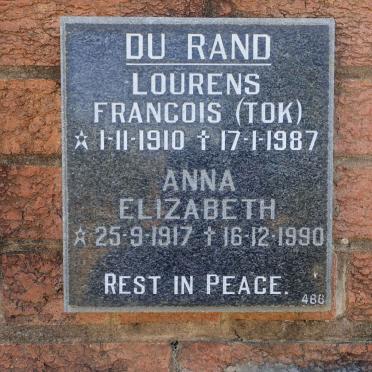 DU RAND
LOURENS
FRANCOIS (TOK)
☆ 1-11-1910 ✝ 17-1-1987
ANNA
ELIZABETH
☆ 25-9-1917 ✝ 16-12-1990
REST IN PEACE.
486